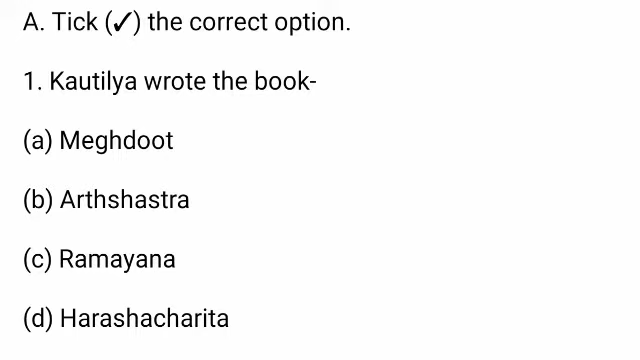 A. Tick (✓) the correct option.
1. Kautilya wrote the book-
(a) Meghdoot
(b) Arthshastra
(c) Ramayana
(d) Harashacharita